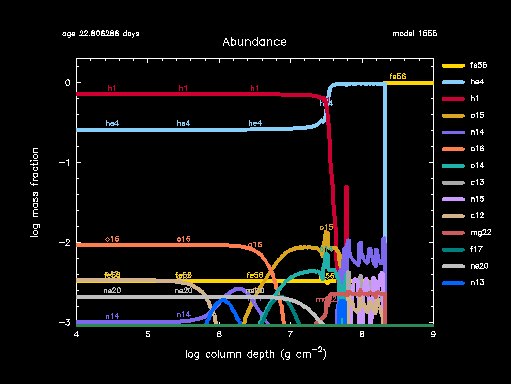 age 22.806286 days
model 1666
Abundance
log mass fraction
0
−1
−2
−3
4
5
6
7
8
9
log column depth (g cm⁻²)
h1
h1
h1
he4
he4
he4
he4
fe56
o16
o16
o16
o15
fe56
fe56
fe56
ne20
ne20
n14
n14
fe56
he4
h1
o15
n14
o16
o14
c13
n15
c12
mg22
f17
ne20
n13